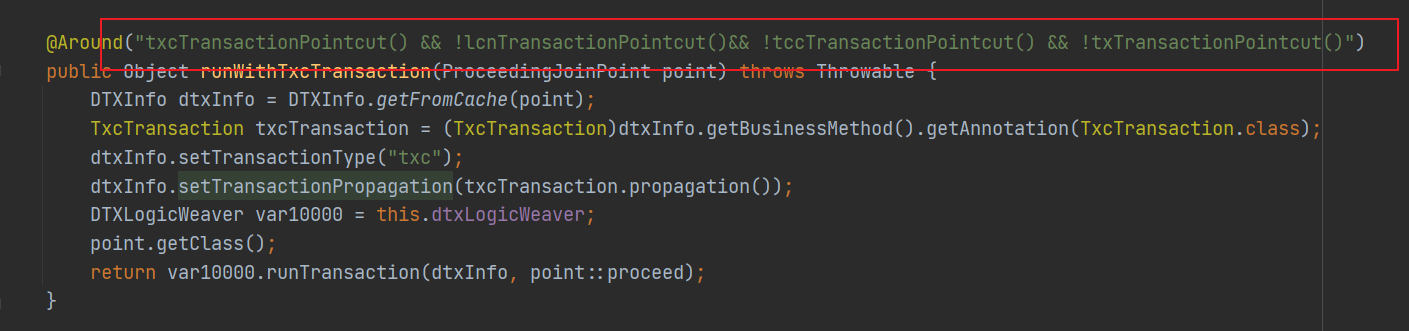 @Around("txcTransactionPointcut() && !lcnTransactionPointcut()&& !tccTransactionPointcut() && !txTransactionPointcut()")
public Object runWithTxcTransaction(ProceedingJoinPoint point) throws Throwable {
DTXInfo dtxInfo = DTXInfo.getFromCache(point);
TxcTransaction txcTransaction = (TxcTransaction)dtxInfo.getBusinessMethod().getAnnotation(TxcTransaction.class);
dtxInfo.setTransactionType("txc");
dtxInfo.setTransactionPropagation(txcTransaction.propagation());
DTXLogicWeaver var10000 = this.dtxLogicWeaver;
point.getClass();
return var10000.runTransaction(dtxInfo, point::proceed);
}